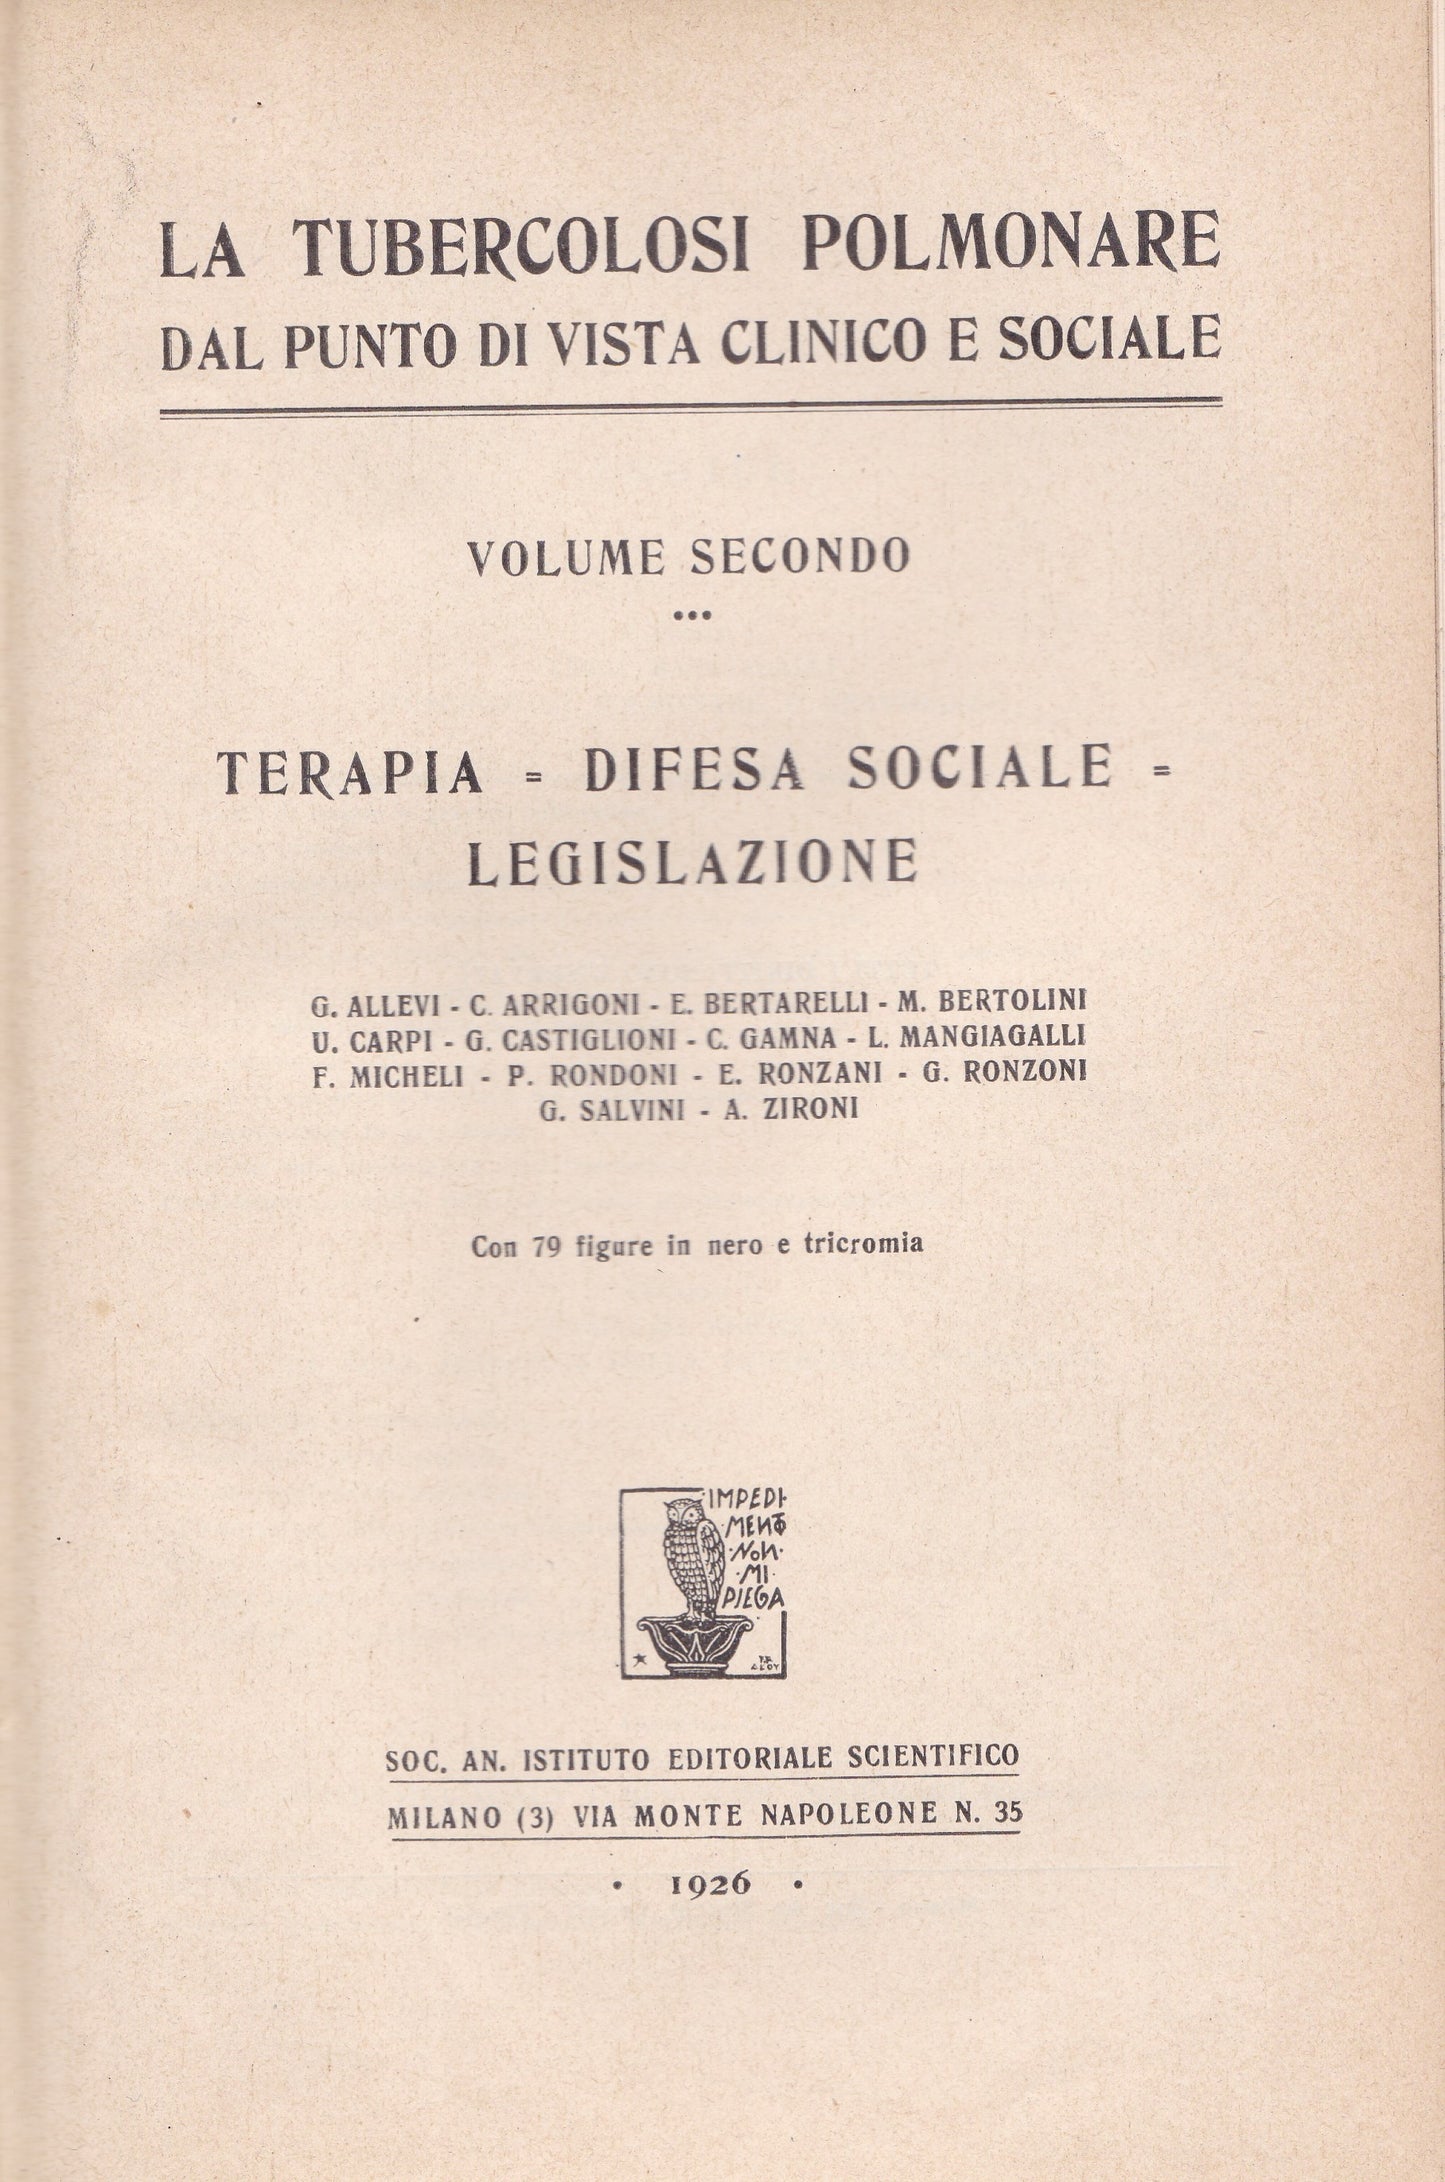 LA TUBERCOLOSI POLMONARE
DAL PUNTO DI VISTA CLINICO E SOCIALE
VOLUME SECONDO
•••
TERAPIA = DIFESA SOCIALE =
LEGISLAZIONE
G. ALLEVI - C. ARRIGONI - E. BERTARELLI - M. BERTOLINI
U. CARPI - G. CASTIGLIONI - C. GAMNA - L. MANGIAGALLI
F. MICHELI - P. RONDONI - E. RONZANI - G. RONZONI
G. SALVINI - A. ZIRONI
Con 79 figure in nero e tricromia
IMPEDI-
MENTO
·NON·
·MI·
PIEGA
SOC. AN. ISTITUTO EDITORIALE SCIENTIFICO
MILANO (3) VIA MONTE NAPOLEONE N. 35
• 1926 •